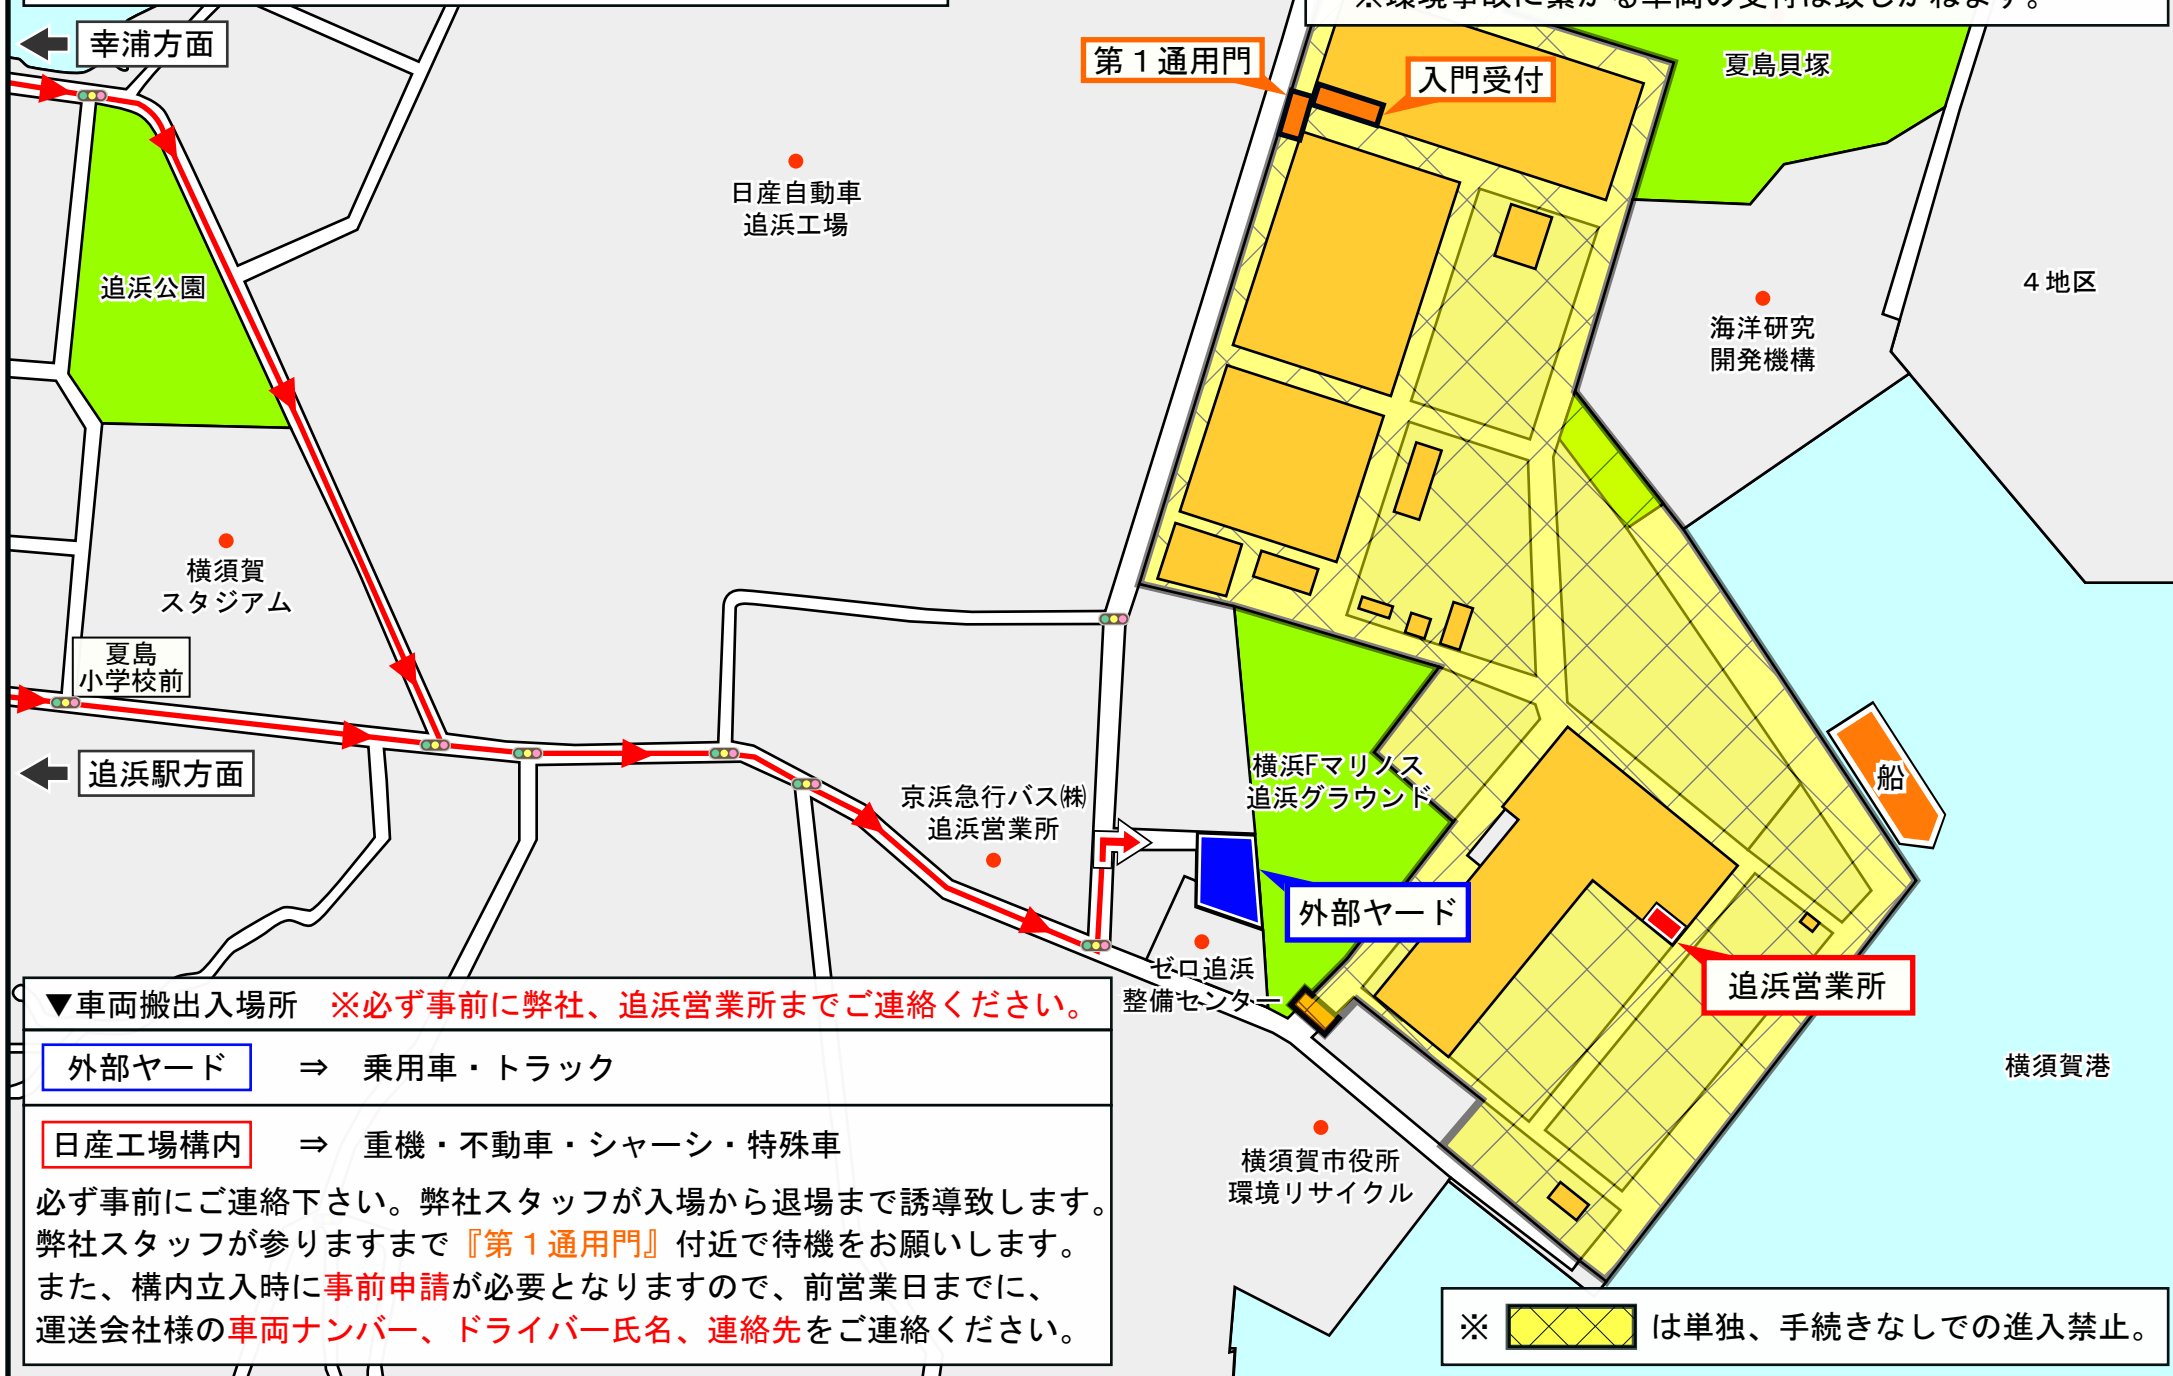 ※環境事故に繋がる車両の受付は致しかねます。
幸浦方面
第１通用門
入門受付
夏島貝塚
日産自動車
追浜工場
追浜公園
４地区
海洋研究
開発機構
横須賀
スタジアム
夏島
小学校前
追浜駅方面
京浜急行バス㈱
追浜営業所
横浜Fマリノス
追浜グラウンド
船
外部ヤード
ゼロ追浜
整備センター
追浜営業所
横須賀港
横須賀市役所
環境リサイクル
▼車両搬出入場所　※必ず事前に弊社、追浜営業所までご連絡ください。
外部ヤード　⇒　乗用車・トラック
日産工場構内　⇒　重機・不動車・シャーシ・特殊車
必ず事前にご連絡下さい。弊社スタッフが入場から退場まで誘導致します。
弊社スタッフが参りますまで『第１通用門』付近で待機をお願いします。
また、構内立入時に事前申請が必要となりますので、前営業日までに、
運送会社様の車両ナンバー、ドライバー氏名、連絡先をご連絡ください。
※　は単独、手続きなしでの進入禁止。